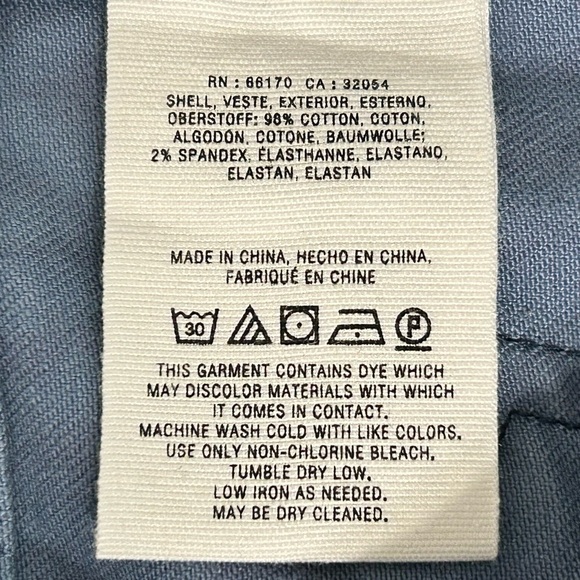 RN : 66170 CA : 32054
SHELL, VESTE, EXTERIOR, ESTERNO,
OBERSTOFF: 98% COTTON, COTON,
ALGODON, COTONE, BAUMWOLLE;
2% SPANDEX, ÉLASTHANNE, ELASTANO,
ELASTAN, ELASTAN
MADE IN CHINA, HECHO EN CHINA,
FABRIQUÉ EN CHINE
30 P
THIS GARMENT CONTAINS DYE WHICH
MAY DISCOLOR MATERIALS WITH WHICH
IT COMES IN CONTACT.
MACHINE WASH COLD WITH LIKE COLORS.
USE ONLY NON-CHLORINE BLEACH.
TUMBLE DRY LOW.
LOW IRON AS NEEDED.
MAY BE DRY CLEANED.